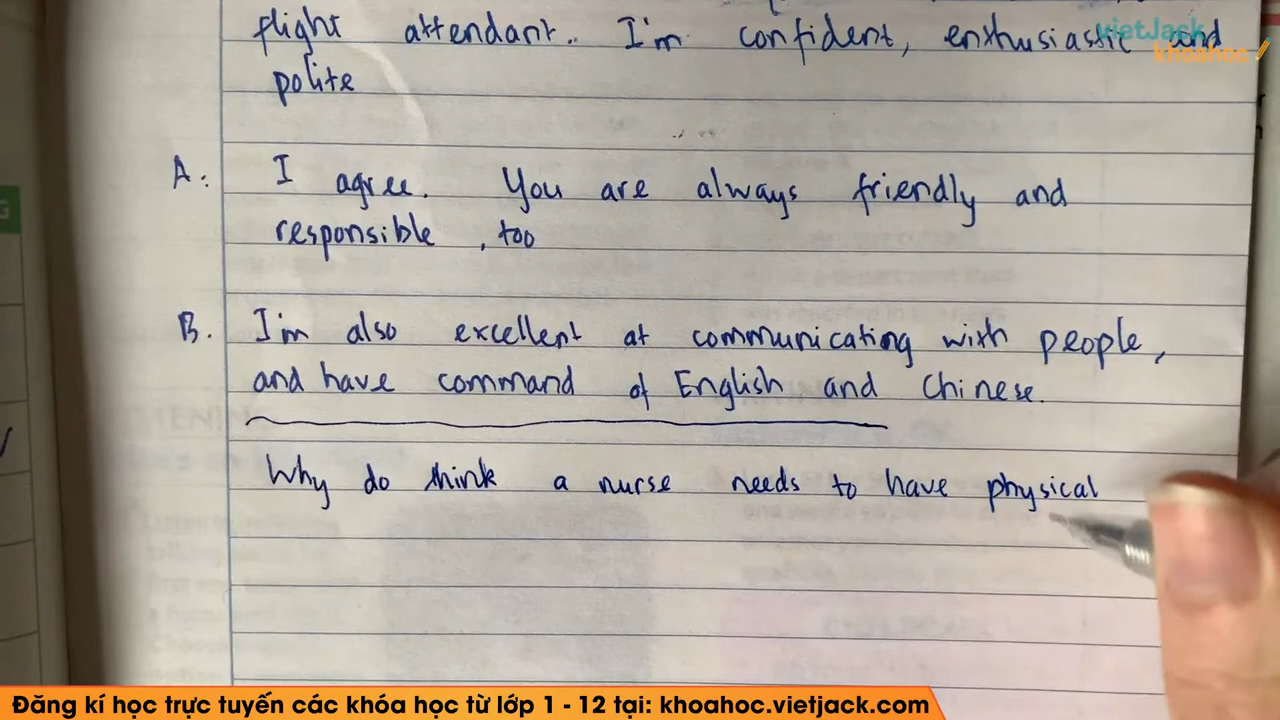 flight attendant. I'm confident, enthusiastic and
polite
vietJack
khoahoc
A: I agree. You are always friendly and
responsible, too
B. I'm also excellent at communicating with people,
and have command of English and Chinese.
Why do think a nurse needs to have physical
Đăng kí học trực tuyến các khóa học từ lớp 1 - 12 tại: khoahoc.vietjack.com